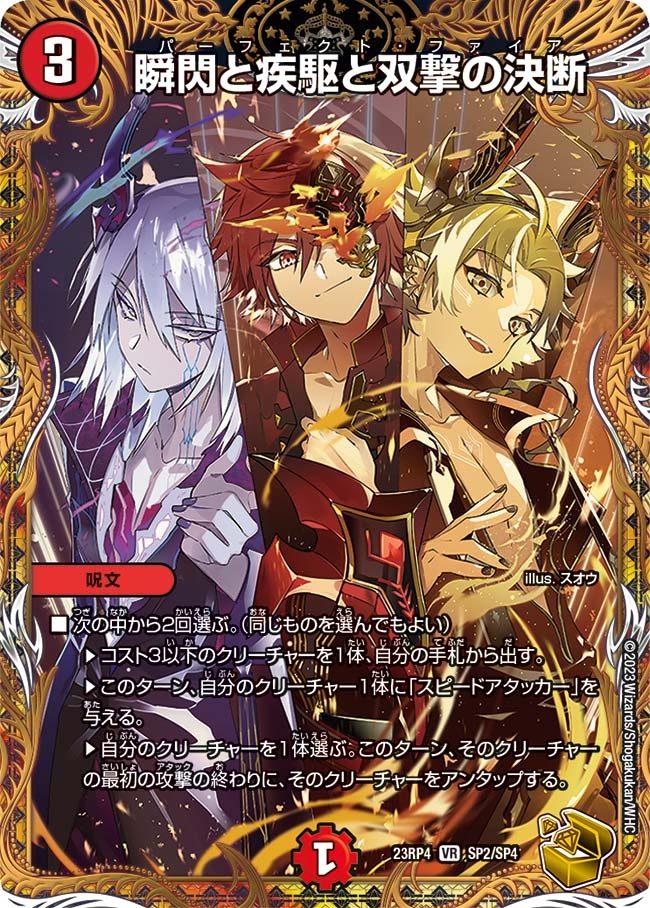 3
パーフェクト・ファイア
瞬閃と疾駆と双撃の決断
呪文
illus. スオウ
■次の中から2回選ぶ。(同じものを選んでもよい)
▶コスト3以下のクリーチャーを1体、自分の手札から出す。
▶このターン、自分のクリーチャー1体に「スピードアタッカー」を
与える。
▶自分のクリーチャーを1体選ぶ。このターン、そのクリーチャー
の最初の攻撃の終わりに、そのクリーチャーをアンタップする。
©2023 Wizards/Shogakukan/WHC
1
23RP4 VR SP2/SP4